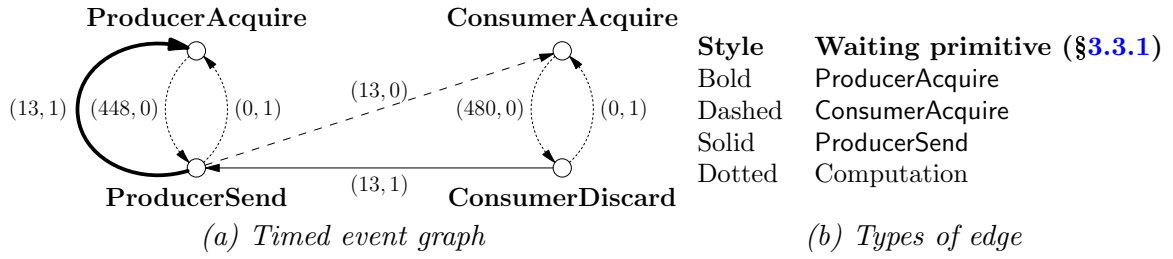 ProducerAcquire
ConsumerAcquire
(13, 1)
(448, 0)
(0, 1)
(13, 0)
(480, 0)
(0, 1)
(13, 1)
ProducerSend
ConsumerDiscard
(a) Timed event graph
Style Waiting primitive (§3.3.1)
Bold ProducerAcquire
Dashed ConsumerAcquire
Solid ProducerSend
Dotted Computation
(b) Types of edge